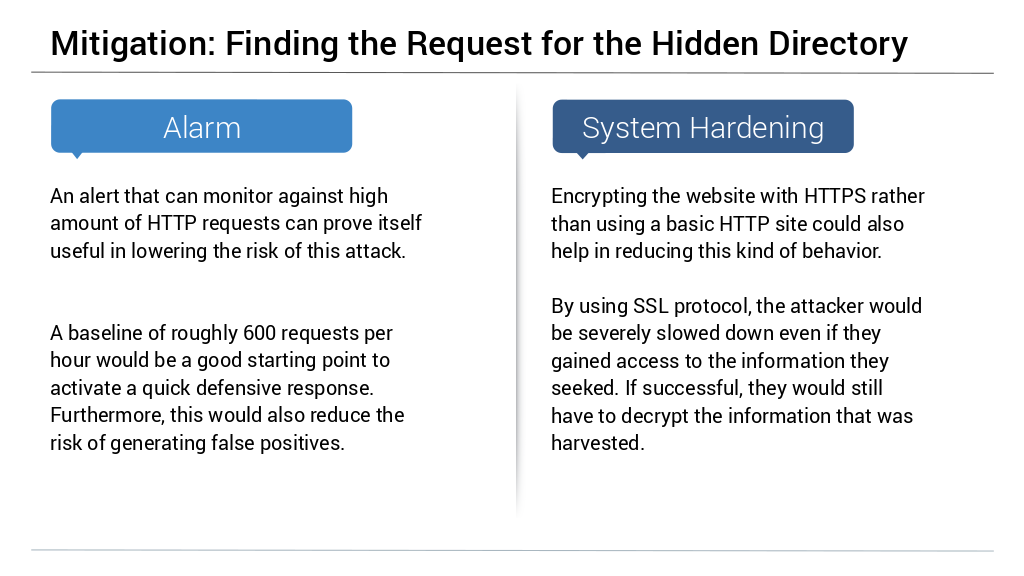 Mitigation: Finding the Request for the Hidden Directory
Alarm
An alert that can monitor against high
amount of HTTP requests can prove itself
useful in lowering the risk of this attack.
A baseline of roughly 600 requests per
hour would be a good starting point to
activate a quick defensive response.
Furthermore, this would also reduce the
risk of generating false positives.
System Hardening
Encrypting the website with HTTPS rather
than using a basic HTTP site could also
help in reducing this kind of behavior.
By using SSL protocol, the attacker would
be severely slowed down even if they
gained access to the information they
seeked. If successful, they would still
have to decrypt the information that was
harvested.